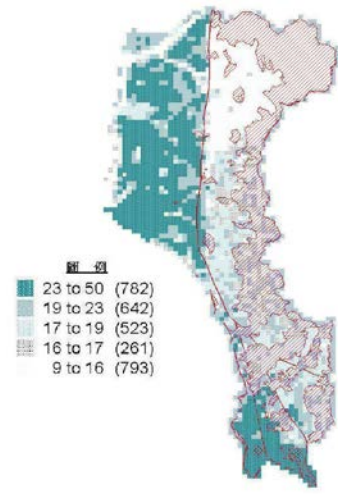 圖 例
23 to 50 (782)
19 to 23 (642)
17 to 19 (523)
16 to 17 (261)
9 to 16 (793)